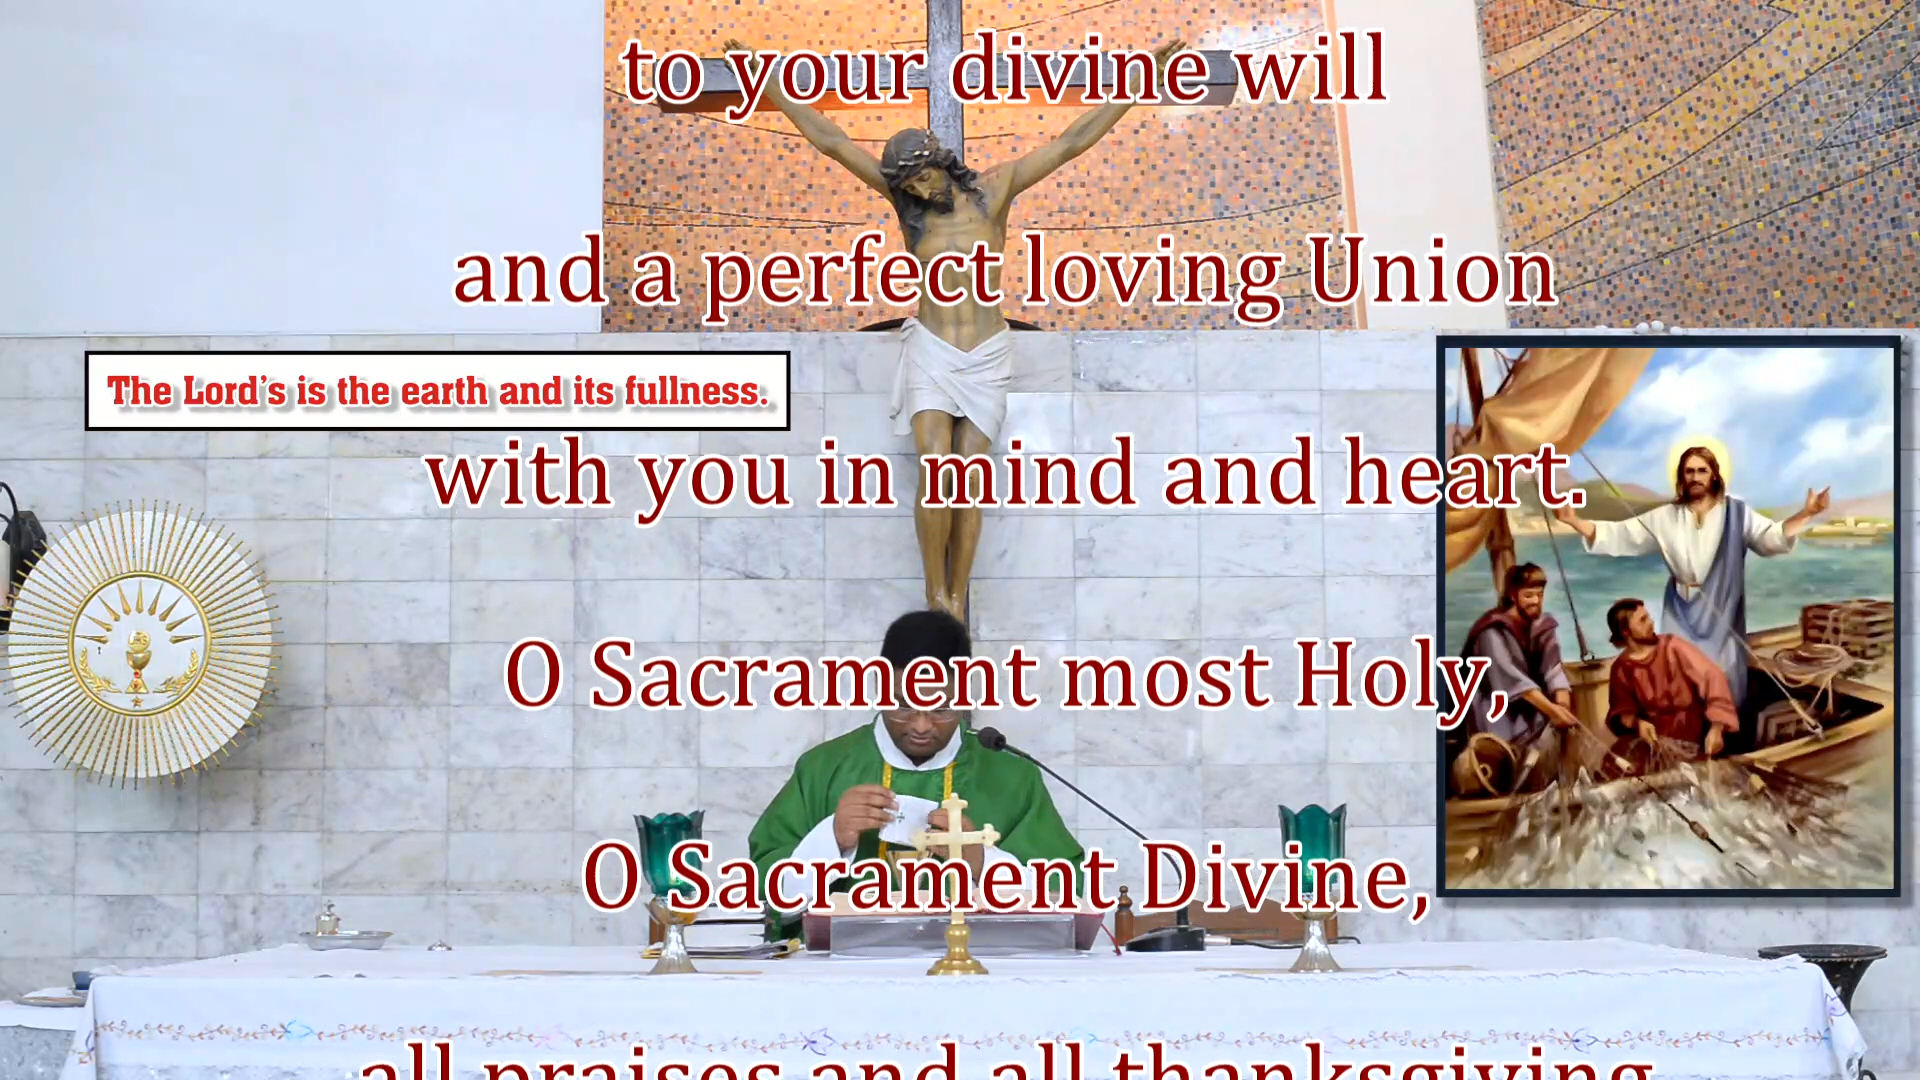 to your divine will
and a perfect loving Union
The Lord's is the earth and its fullness.
with you in mind and heart.
O Sacrament most Holy,
O Sacrament Divine,
all praises and all thanksgiving